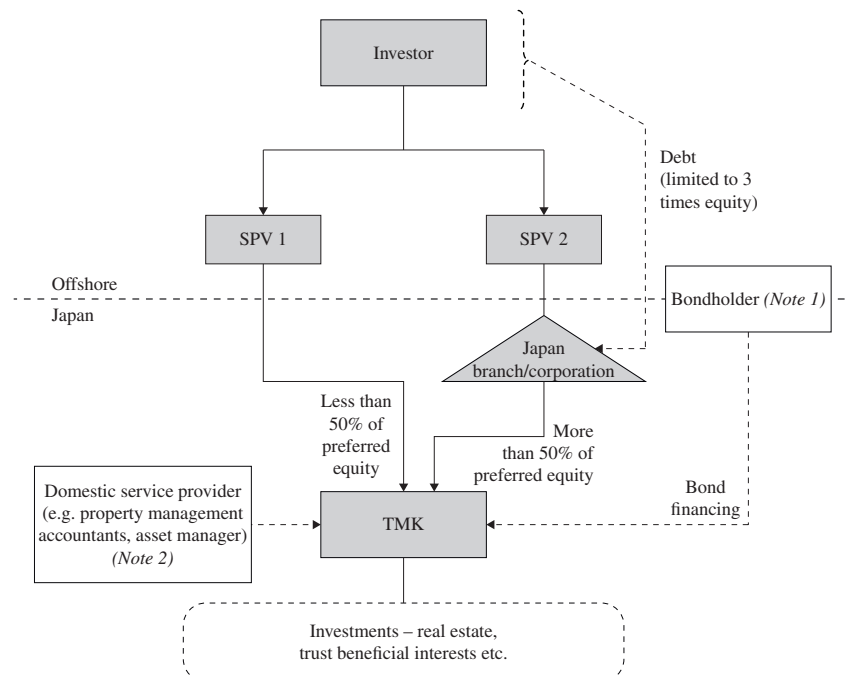 Investor
Debt
(limited to 3
times equity)
SPV 1
SPV 2
Offshore
Japan
Bondholder (Note 1)
Japan
branch/corporation
Less than
50% of
preferred
equity
More
than 50% of
preferred equity
Domestic service provider
(e.g. property management
accountants, asset manager)
(Note 2)
TMK
Bond
financing
Investments – real estate,
trust beneficial interests etc.